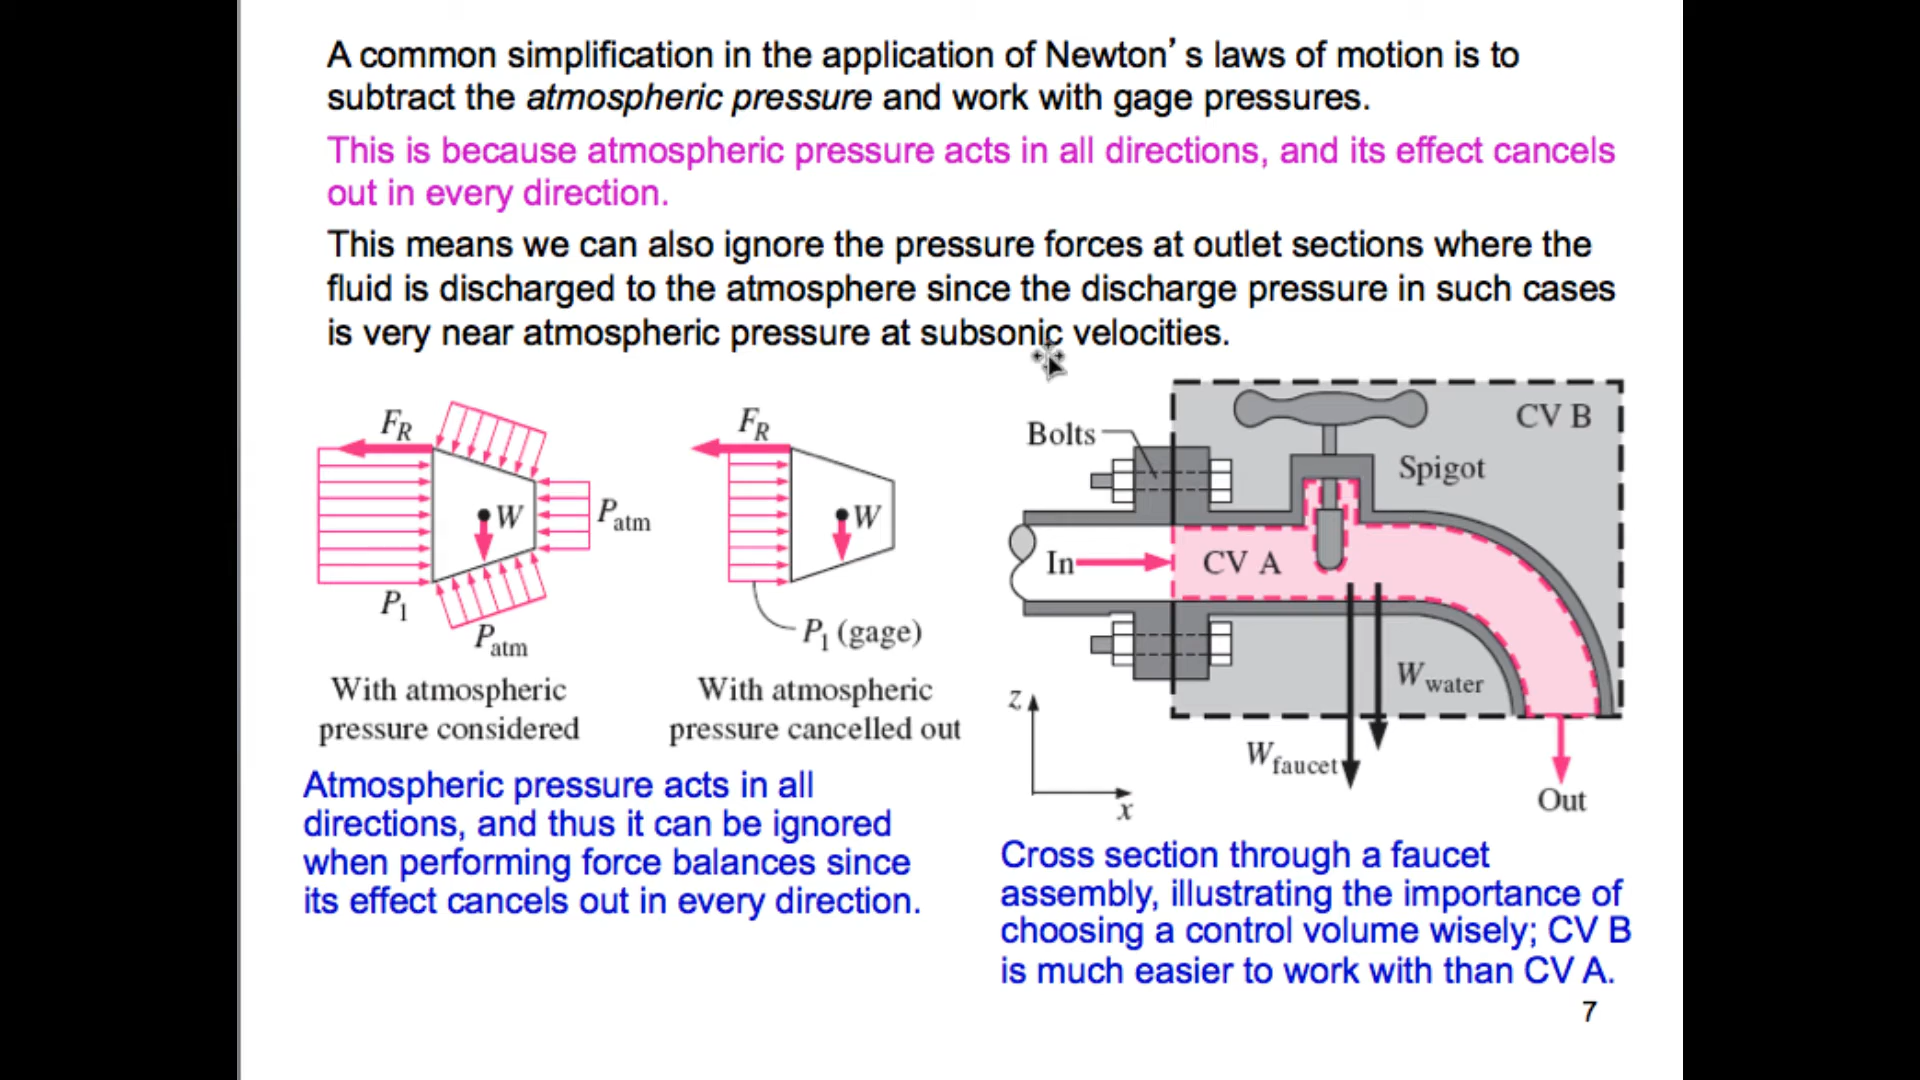 A common simplification in the application of Newton’s laws of motion is to
subtract the atmospheric pressure and work with gage pressures.
This is because atmospheric pressure acts in all directions, and its effect cancels
out in every direction.
This means we can also ignore the pressure forces at outlet sections where the
fluid is discharged to the atmosphere since the discharge pressure in such cases
is very near atmospheric pressure at subsonic velocities.
FR
W
Patm
P1
Patm
With atmospheric
pressure considered
FR
W
P1 (gage)
With atmospheric
pressure cancelled out
Atmospheric pressure acts in all
directions, and thus it can be ignored
when performing force balances since
its effect cancels out in every direction.
Bolts
CV B
Spigot
In
CV A
Wwater
Wfaucet
Out
z
x
Cross section through a faucet
assembly, illustrating the importance of
choosing a control volume wisely; CV B
is much easier to work with than CV A.
7